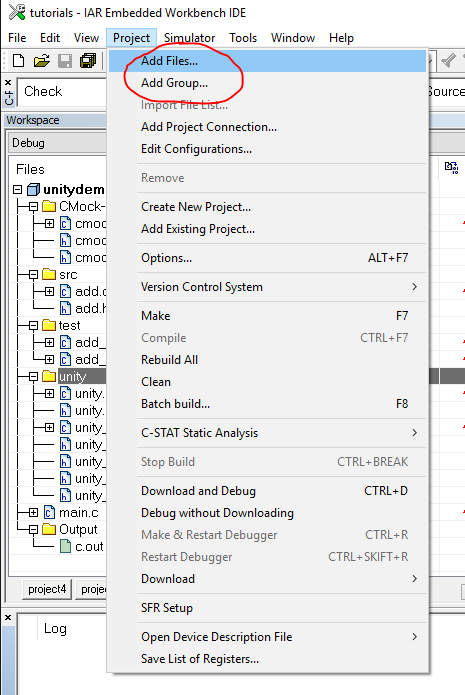 tutorials - IAR Embedded Workbench IDE
File Edit View Project Simulator Tools Window Help
Add Files...
Add Group...
Check
Source
Import File List...
Workspace
Add Project Connection...
Debug
Edit Configurations...
Files
Remove
unitydem
CMock-
Create New Project...
cmoc
Add Existing Project...
cmoc
cmoc
Options... ALT+F7
src
add.c
Version Control System
add.h
Make F7
test
Compile CTRL+F7
add_
Rebuild All
add_
unity
Clean
unity.
Batch build... F8
unity.
unity_
C-STAT Static Analysis
unity_
Stop Build CTRL+BREAK
unity_
unity_
Download and Debug CTRL+D
main.c
Debug without Downloading
Output
Make & Restart Debugger CTRL+R
c.out
Restart Debugger CTRL+SKIFT+R
Download
project4 proje
SFR Setup
Log
Open Device Description File
Save List of Registers...